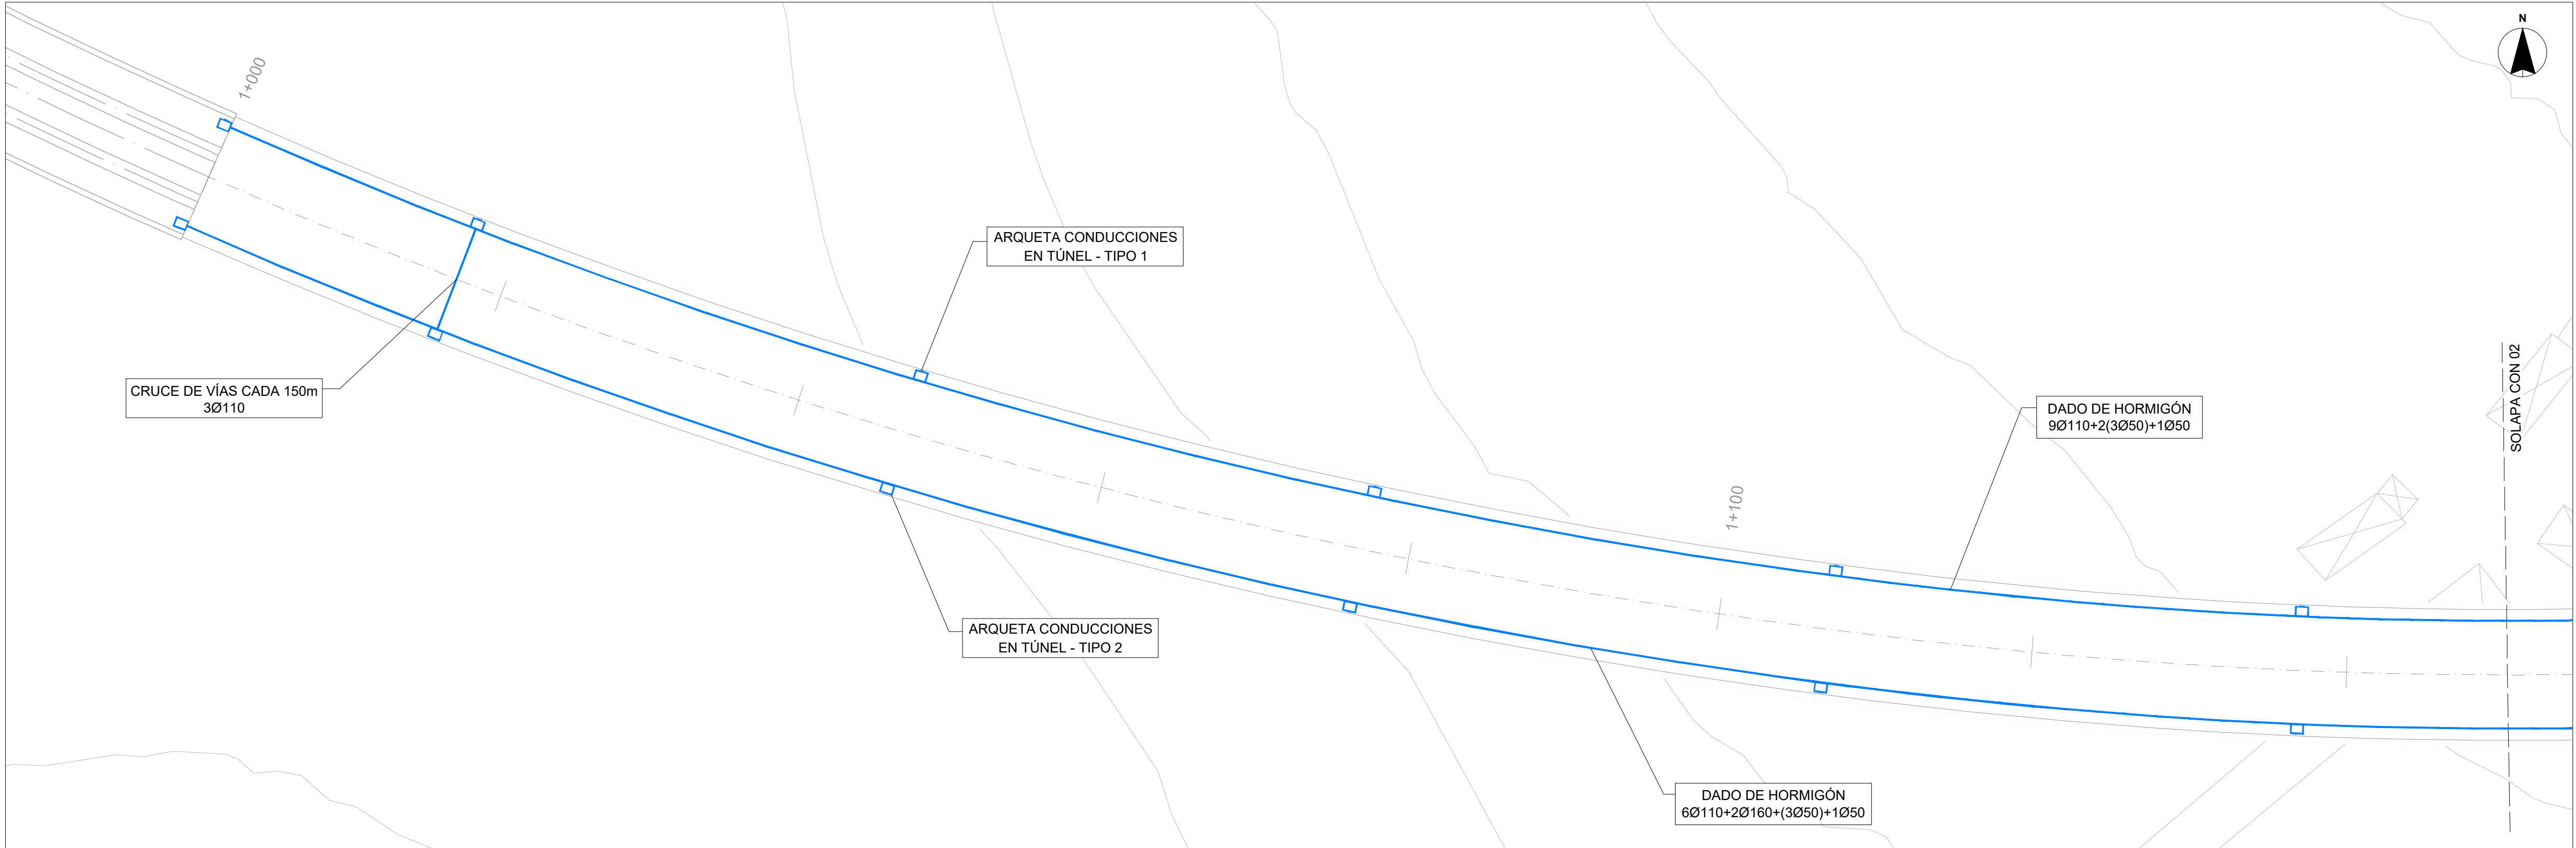 N
1+000
ARQUETA CONDUCCIONES
EN TÚNEL - TIPO 1
CRUCE DE VÍAS CADA 150m
3Ø110
SOLAPA CON 02
DADO DE HORMIGÓN
9Ø110+2(3Ø50)+1Ø50
1+100
ARQUETA CONDUCCIONES
EN TÚNEL - TIPO 2
DADO DE HORMIGÓN
6Ø110+2Ø160+(3Ø50)+1Ø50